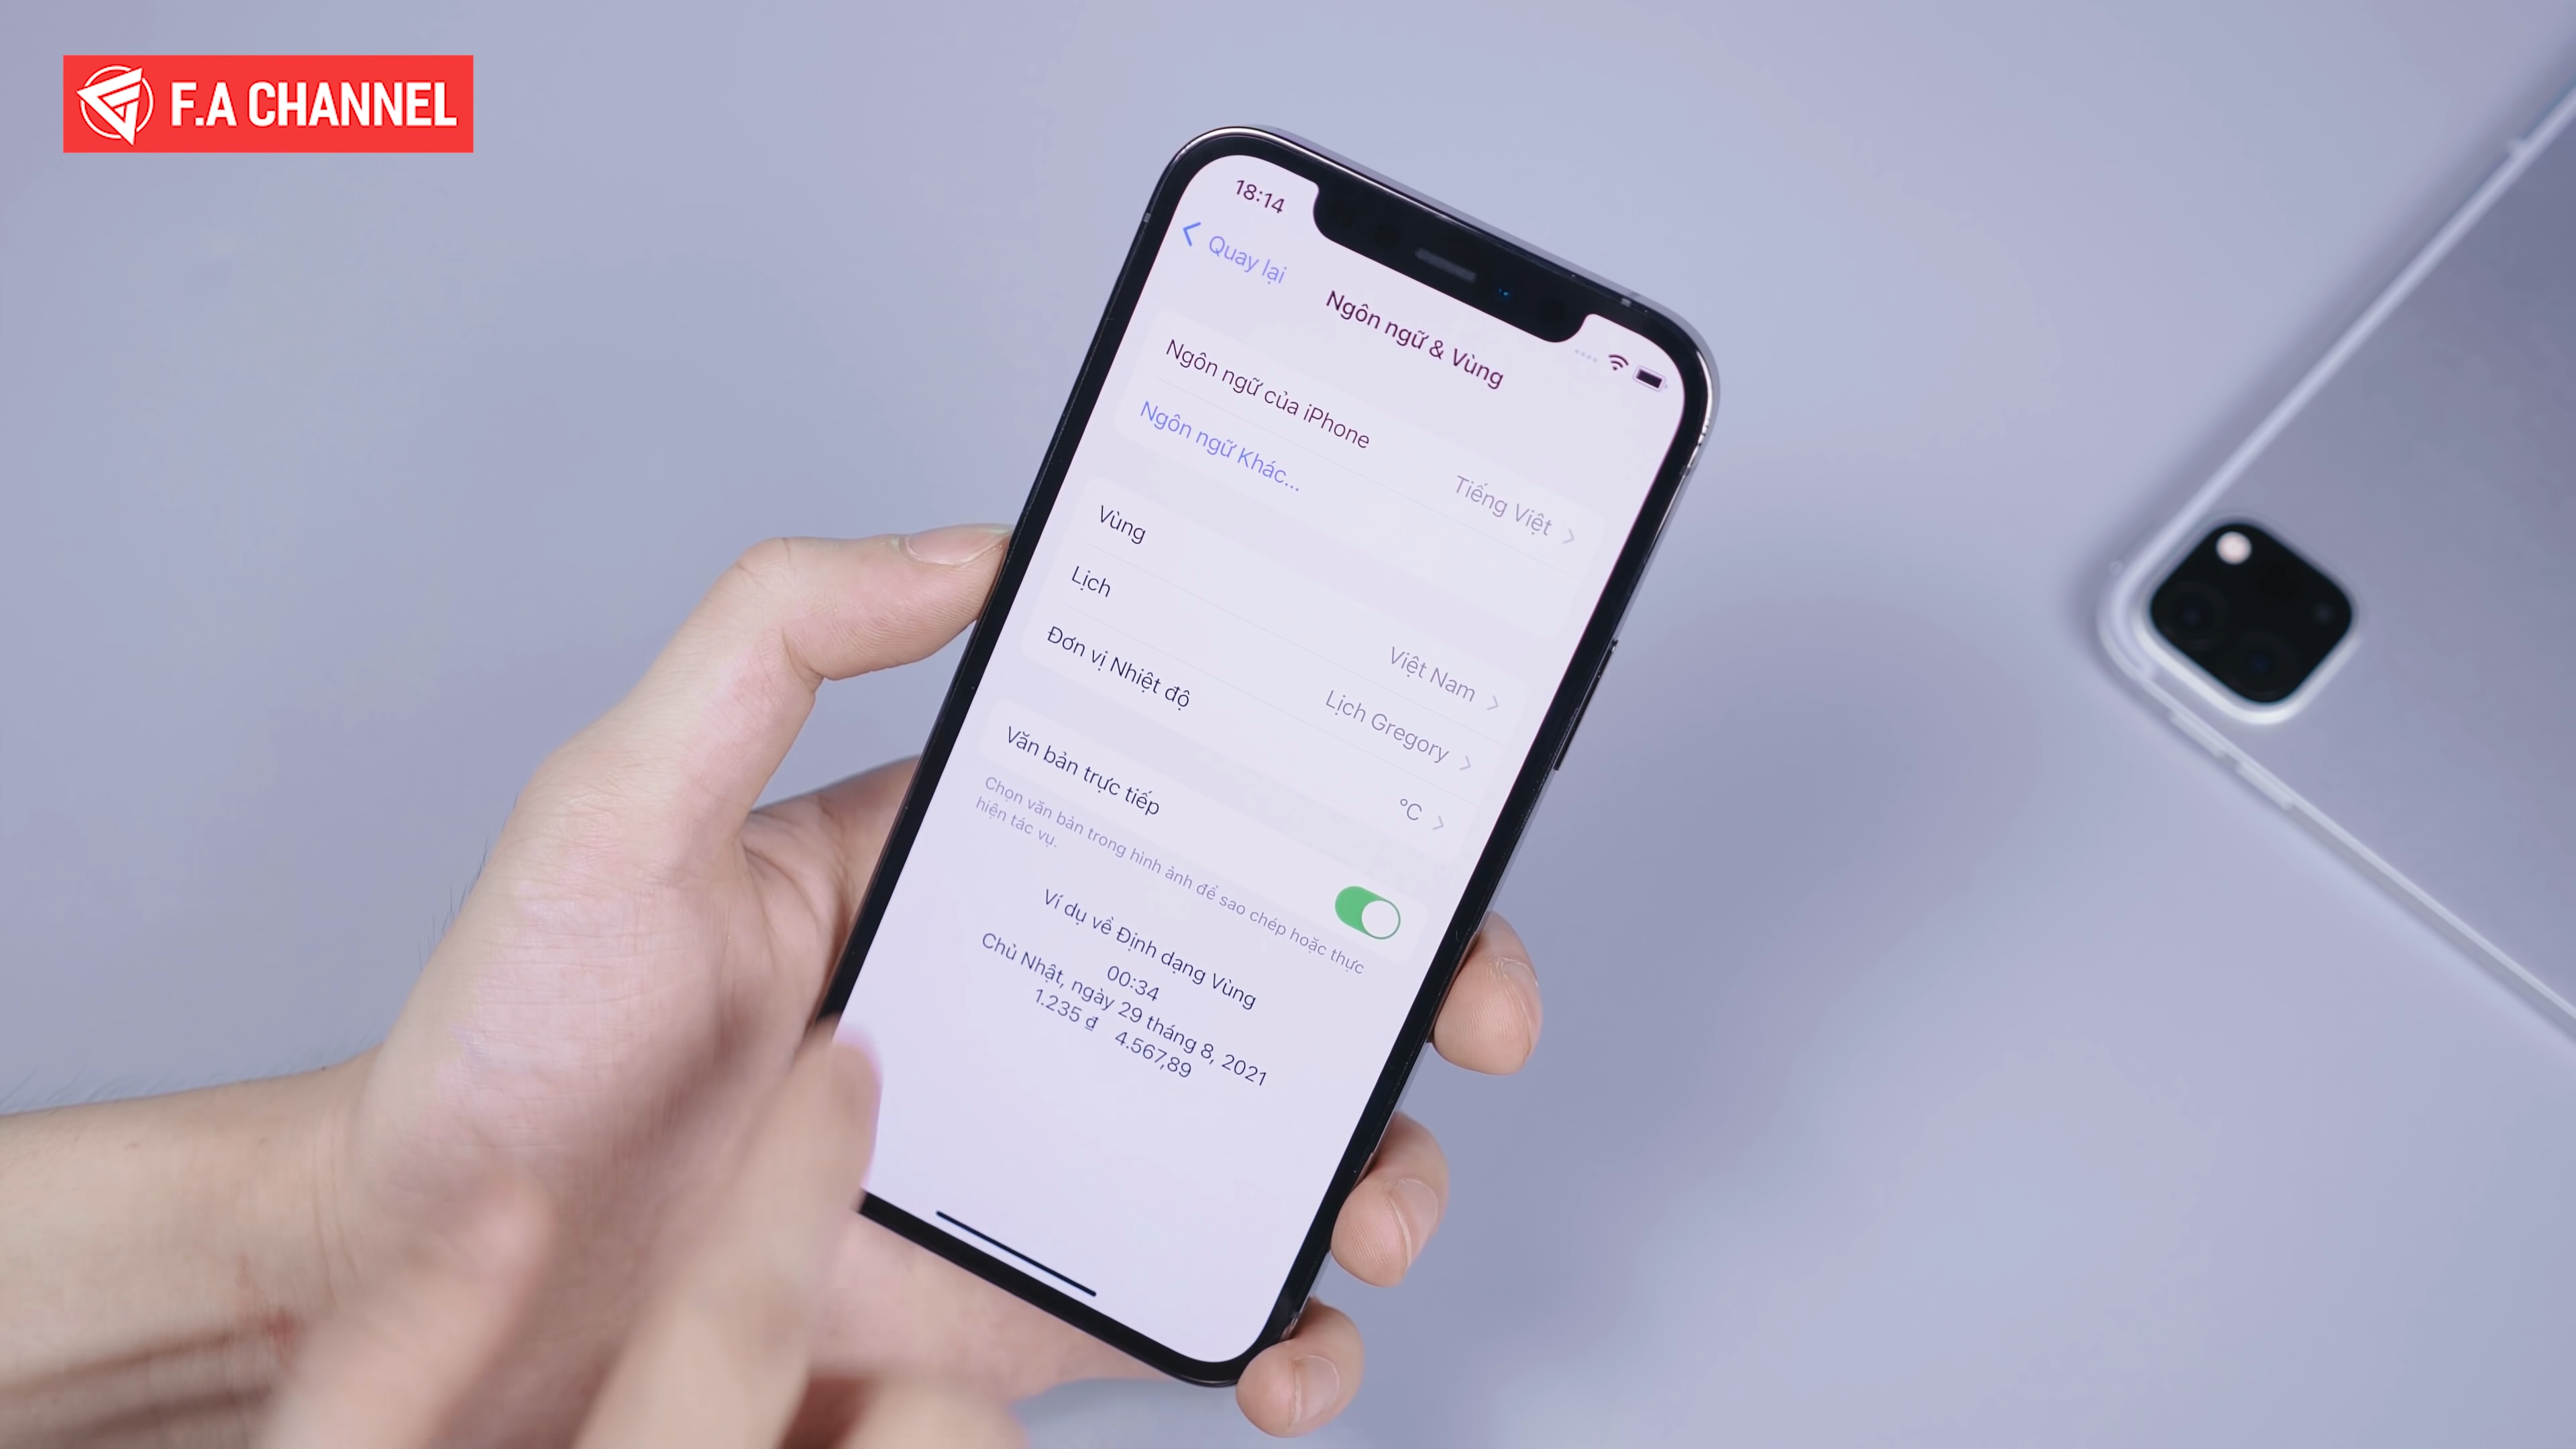 F.A CHANNEL
18:14
Quay lại
Ngôn ngữ & Vùng
Ngôn ngữ của iPhone
Tiếng Việt
Ngôn ngữ Khác...
Vùng
Việt Nam
Lịch
Lịch Gregory
Đơn vị Nhiệt độ
°C
Văn bản trực tiếp
Chọn văn bản trong hình ảnh để sao chép hoặc thực
hiện tác vụ.
Ví dụ về Định dạng Vùng
00:34
Chủ Nhật, ngày 29 tháng 8, 2021
1.235 ₫ 4.567,89